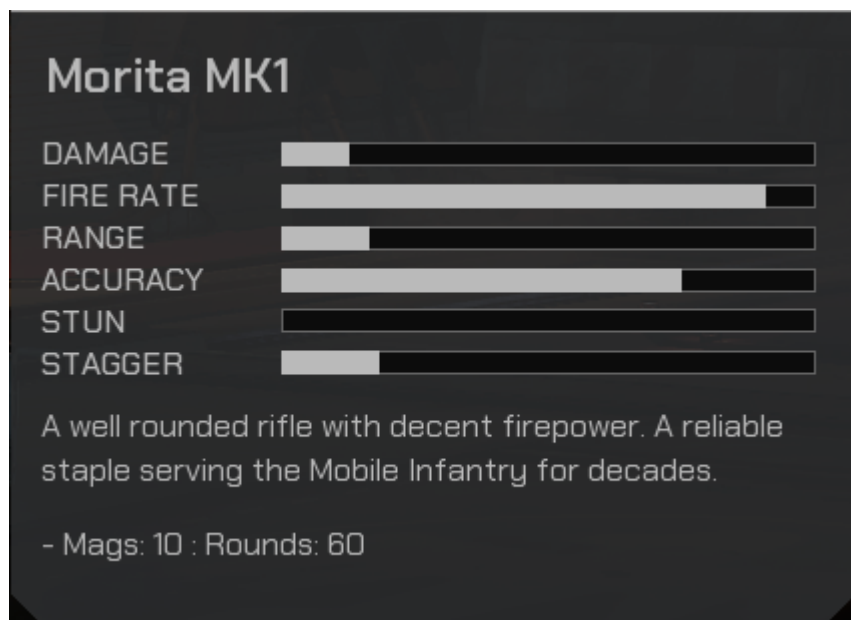 Morita MK1
DAMAGE
FIRE RATE
RANGE
ACCURACY
STUN
STAGGER
A well rounded rifle with decent firepower. A reliable
staple serving the Mobile Infantry for decades.
- Mags: 10 : Rounds: 60